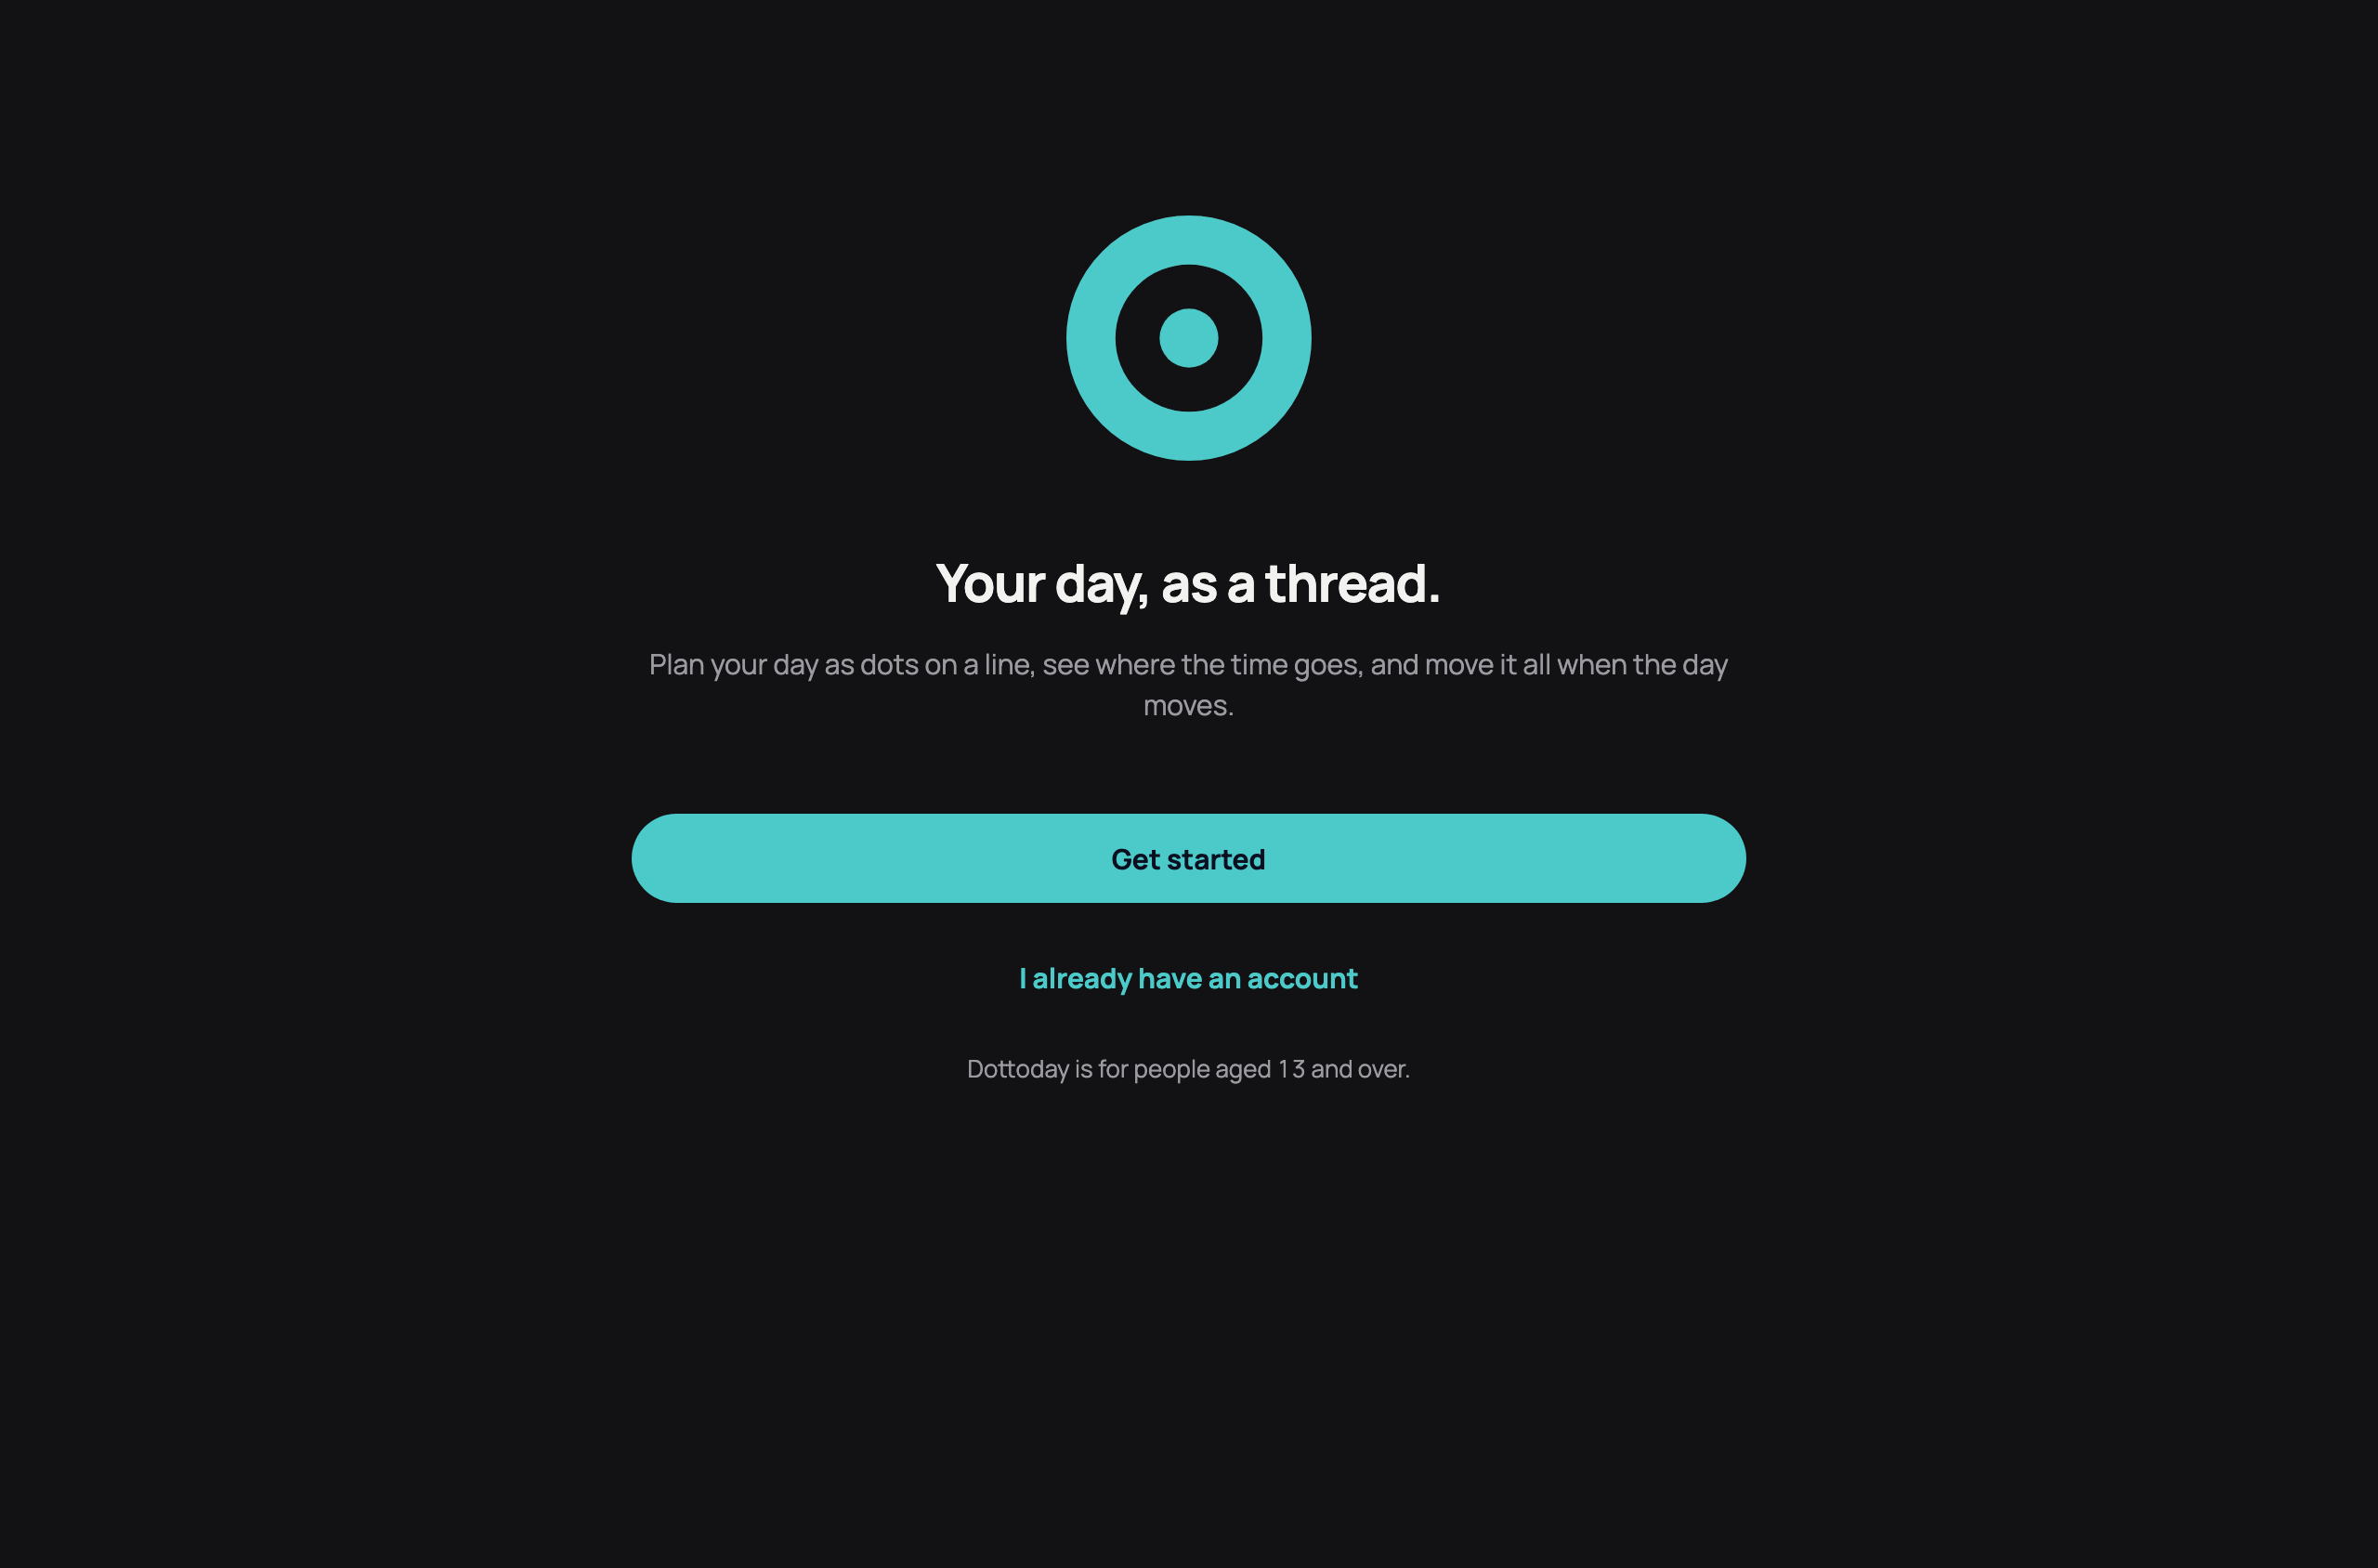 Your day, as a thread.
Plan your day as dots on a line, see where the time goes, and move it all when the day
moves.
Get started
I already have an account
Dottoday is for people aged 13 and over.